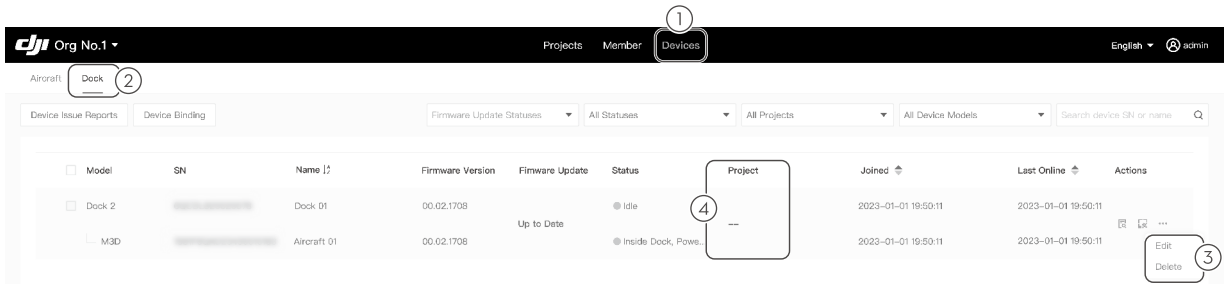 1
dji Org No.1 Projects Member Devices English admin
Aircraft Dock 2
Device Issue Reports Device Binding Firmware Update Statuses All Statuses All Projects All Device Models Search device SN or name
Model SN Name Firmware Version Fimware Update Status Project Joined Last Online Actions
Dock 2 Dock 01 00.02.1708 Idle 4 2023-01-01 19:50:11 2023-01-01 19:50:11
Up to Date -- ...
M3D Aircraft 01 00.02.1708 Inside Dock, Powe.. 2023-01-01 19:50:11 2023-01-01 19:50:11
Edit
3
Delete